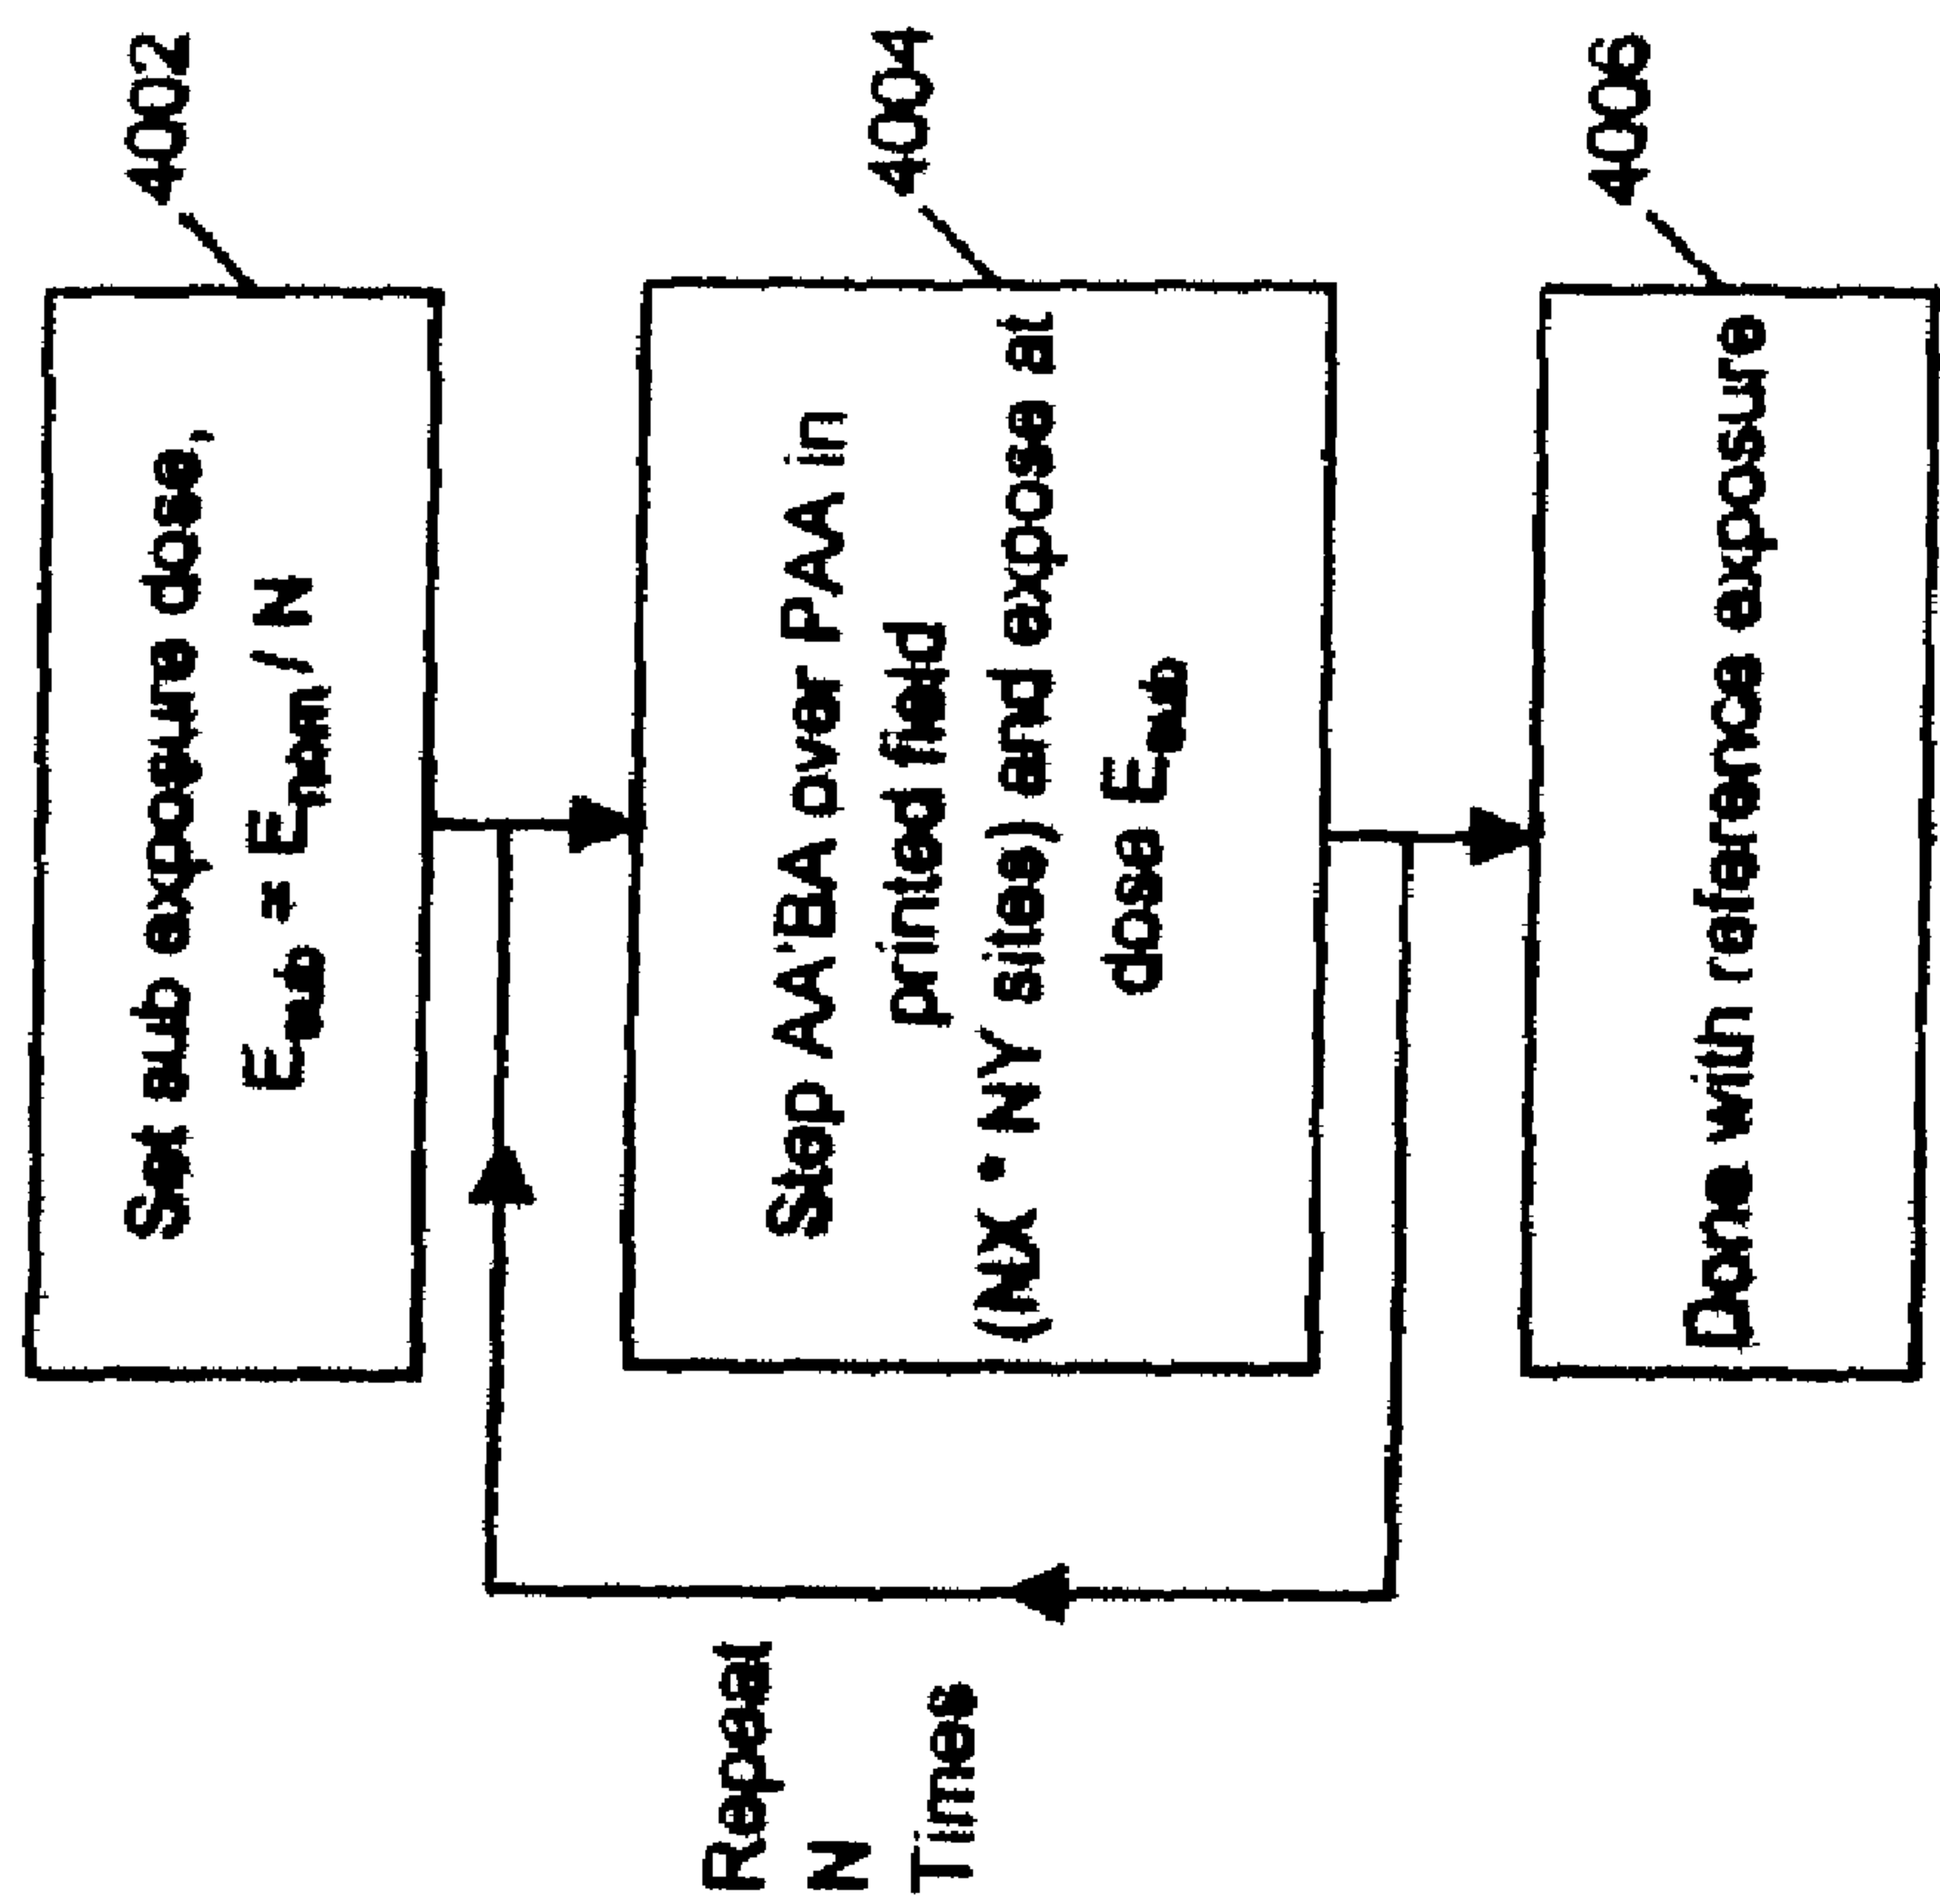 4002
Set sub exposure dose,
E_sub = E_nom / N
4004
Step AA'BA over PAA in
printed field
(MX • NY sites) and expose at
dose E_sub
Repeat
N
Times
4006
Done with reference exposure